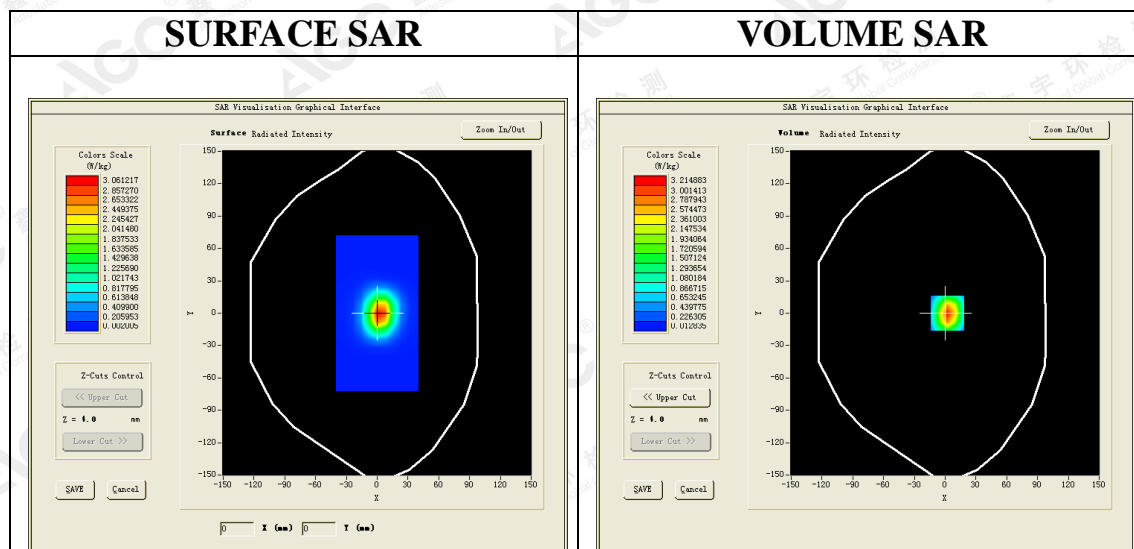 SURFACE SAR
VOLUME SAR
SAR Visualisation Graphical Interface
Surface Radiated Intensity
Zoom In/Out
Colors Scale
(W/kg)
3.061217
2.857270
2.653322
2.449375
2.245427
2.041480
1.837533
1.633585
1.429638
1.225690
1.021743
0.817795
0.613848
0.409900
0.205953
0.002005
Z-Cuts Control
<< Upper Cut
Z = 4.0 mm
Lower Cut >>
SAVE
Cancel
150
120
90
60
30
0
-30
-60
-90
-120
-150
Y
-150 -120 -90 -60 -30 0 30 60 90 120 150
X
0 X (mm) 0 Y (mm)
SAR Visualisation Graphical Interface
Volume Radiated Intensity
Zoom In/Out
Colors Scale
(W/kg)
3.214883
3.001413
2.787943
2.574473
2.361003
2.147534
1.934064
1.720594
1.507124
1.293654
1.080184
0.866715
0.653245
0.439775
0.226305
0.012835
Z-Cuts Control
<< Upper Cut
Z = 4.0 mm
Lower Cut >>
SAVE
Cancel
150
120
90
60
30
0
-30
-60
-90
-120
-150
Y
-150 -120 -90 -60 -30 0 30 60 90 120 150
X